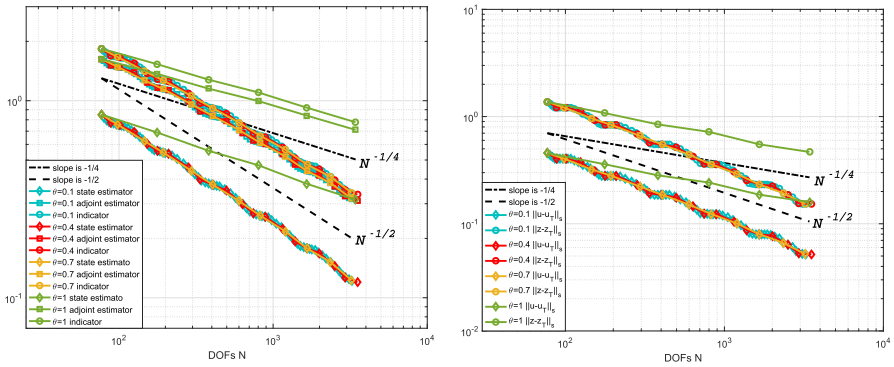 10^0
10^-1
10^2
10^3
10^4
DOFs N
N^-1/4
N^-1/2
slope is -1/4
slope is -1/2
θ=0.1 state estimator
θ=0.1 adjoint estimator
θ=0.1 indicator
θ=0.4 state estimator
θ=0.4 adjoint estimator
θ=0.4 indicator
θ=0.7 state estimato
θ=0.7 adjoint estimator
θ=0.7 indicator
θ=1 state estimato
θ=1 adjoint estimator
θ=1 indicator
10^1
10^0
10^-1
10^-2
10^2
10^3
10^4
DOFs N
N^-1/4
N^-1/2
slope is -1/4
slope is -1/2
θ=0.1 ||u-u_T||_s
θ=0.1 ||z-z_T||_s
θ=0.4 ||u-u_T||_s
θ=0.4 ||z-z_T||_s
θ=0.7 ||u-u_T||_s
θ=0.7 ||z-z_T||_s
θ=1 ||u-u_T||_s
θ=1 ||z-z_T||_s